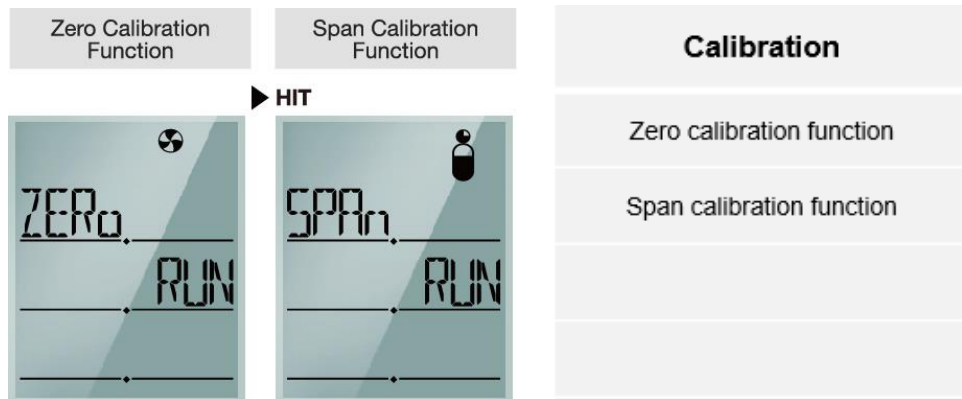 Zero Calibration
Function
Span Calibration
Function
▶ HIT
ZERo
RUN
SPAn
RUN
Calibration
Zero calibration function
Span calibration function